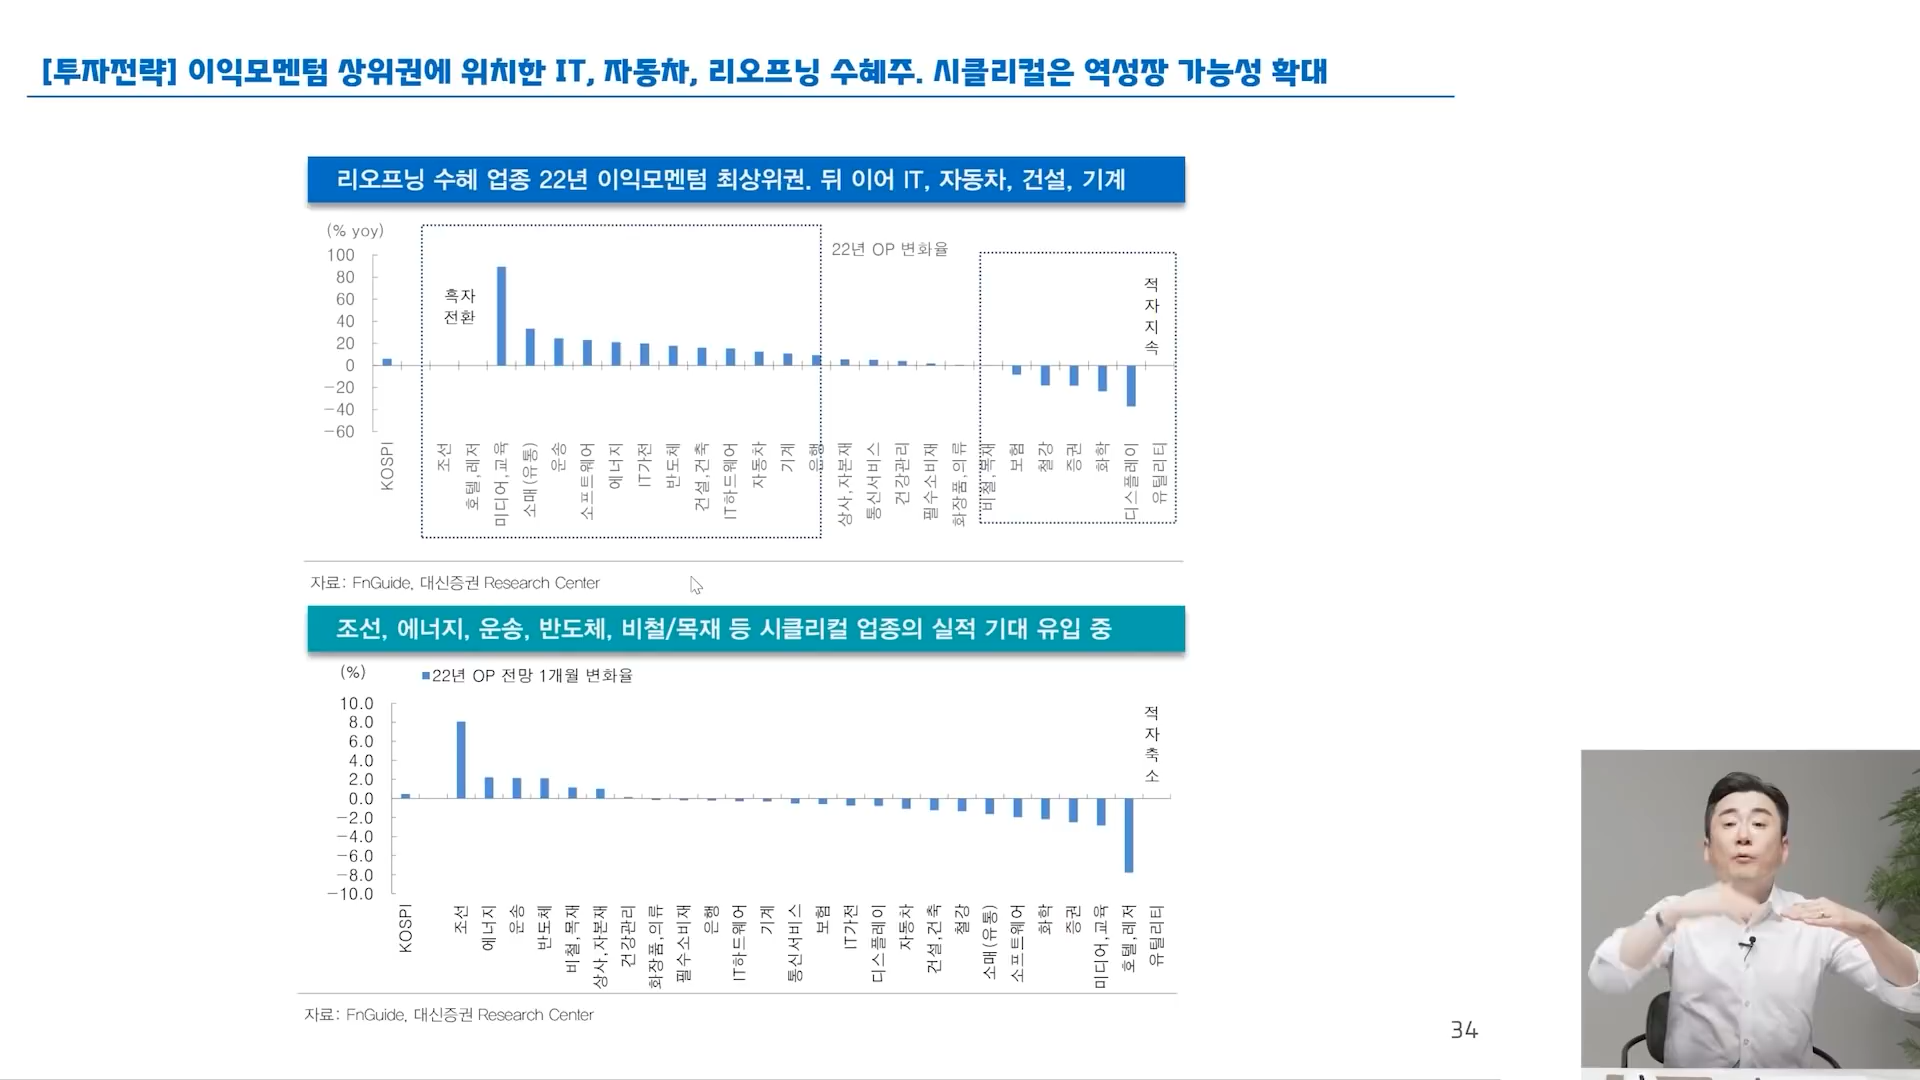 [투자전략] 이익모멘텀 상위권에 위치한 IT, 자동차, 리오프닝 수혜주. 시클리컬은 역성장 가능성 확대
리오프닝 수혜 업종 22년 이익모멘텀 최상위권. 뒤 이어 IT, 자동차, 건설, 기계
(% yoy)
22년 OP 변화율
100
80
60
40
20
0
-20
-40
-60
흑자
전환
적
자
지
속
KOSPI
조선
호텔,레저
미디어,교육
소매(유통)
운송
소프트웨어
에너지
IT가전
반도체
건설,건축
IT하드웨어
자동차
기계
은행
상사,자본재
통신서비스
건강관리
필수소비재
화장품,의류
비철,목재
보험
철강
증권
화학
디스플레이
유틸리티
자료: FnGuide, 대신증권 Research Center
조선, 에너지, 운송, 반도체, 비철/목재 등 시클리컬 업종의 실적 기대 유입 중
(%)
22년 OP 전망 1개월 변화율
10.0
8.0
6.0
4.0
2.0
0.0
-2.0
-4.0
-6.0
-8.0
-10.0
적
자
축
소
KOSPI
조선
에너지
운송
반도체
비철,목재
상사,자본재
건강관리
화장품,의류
필수소비재
은행
IT하드웨어
기계
통신서비스
보험
IT가전
디스플레이
자동차
건설,건축
철강
소매(유통)
소프트웨어
화학
증권
미디어,교육
호텔,레저
유틸리티
자료: FnGuide, 대신증권 Research Center
34